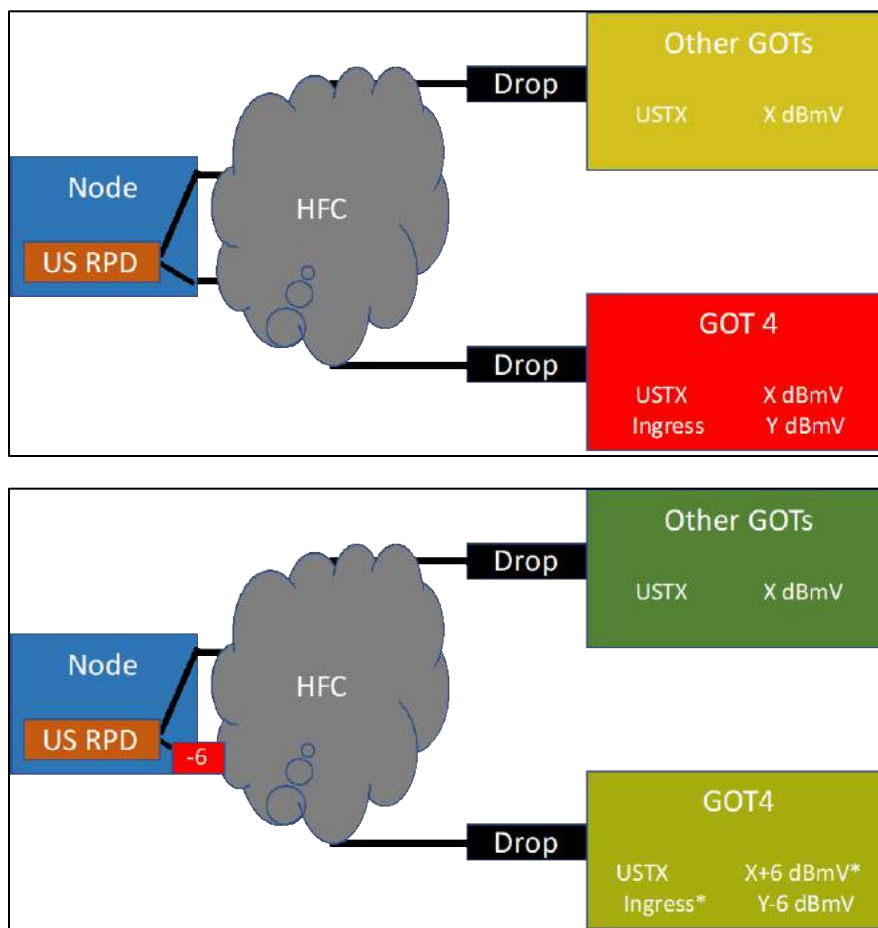 Other GOTs
USTX X dBmV
Drop
Node
HFC
US RPD
GOT 4
Drop
USTX X dBmV
Ingress Y dBmV
Other GOTs
Drop
USTX X dBmV
Node
HFC
US RPD
-6
GOT4
Drop
USTX X+6 dBmV*
Ingress* Y-6 dBmV